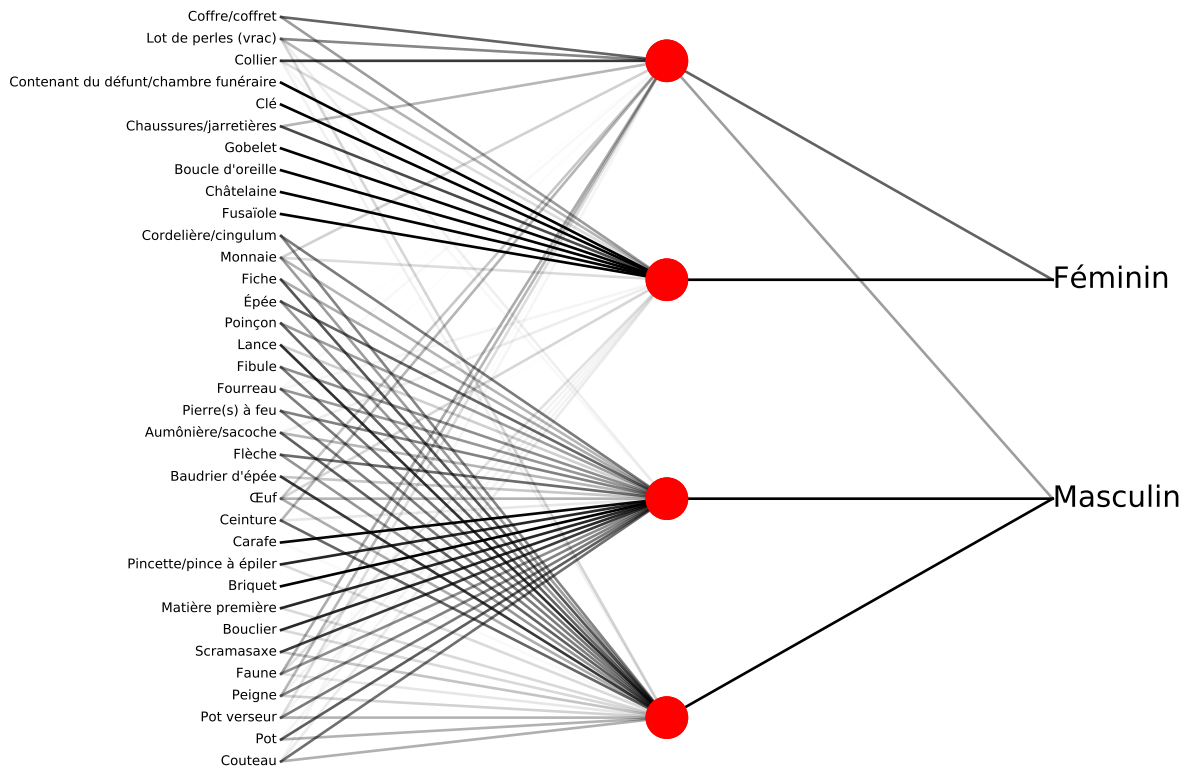 Coffre/coffret
Lot de perles (vrac)
Collier
Contenant du défunt/chambre funéraire
Clé
Chaussures/jarretières
Gobelet
Boucle d'oreille
Châtelaine
Fusaïole
Cordelière/cingulum
Monnaie
Fiche
Épée
Poinçon
Lance
Fibule
Fourreau
Pierre(s) à feu
Aumônière/sacoche
Flèche
Baudrier d'épée
Œuf
Ceinture
Carafe
Pincette/pince à épiler
Briquet
Matière première
Bouclier
Scramasaxe
Faune
Peigne
Pot verseur
Pot
Couteau
Féminin
Masculin